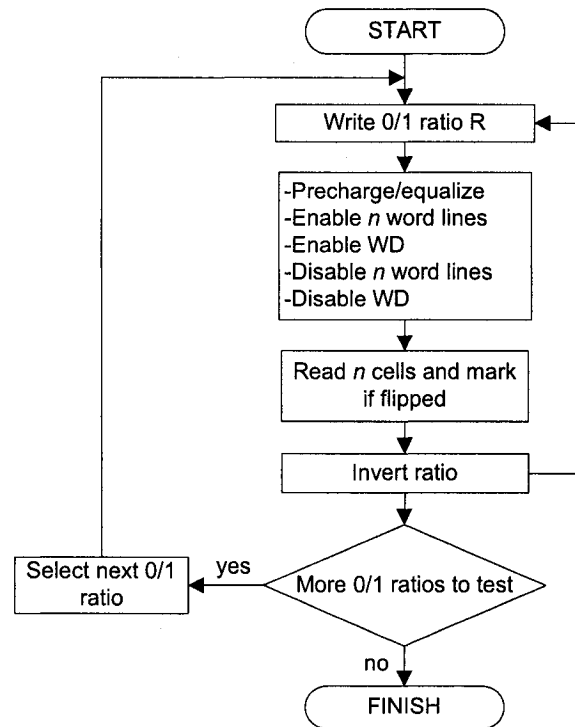 START
Write 0/1 ratio R
-Precharge/equalize
-Enable n word lines
-Enable WD
-Disable n word lines
-Disable WD
Read n cells and mark
if flipped
Invert ratio
More 0/1 ratios to test
yes
Select next 0/1
ratio
no
FINISH